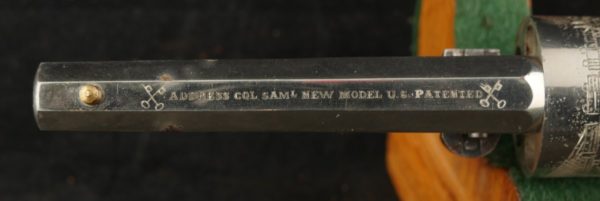 ADDRESS COL SAML NEW MODEL U.S. PATENTED